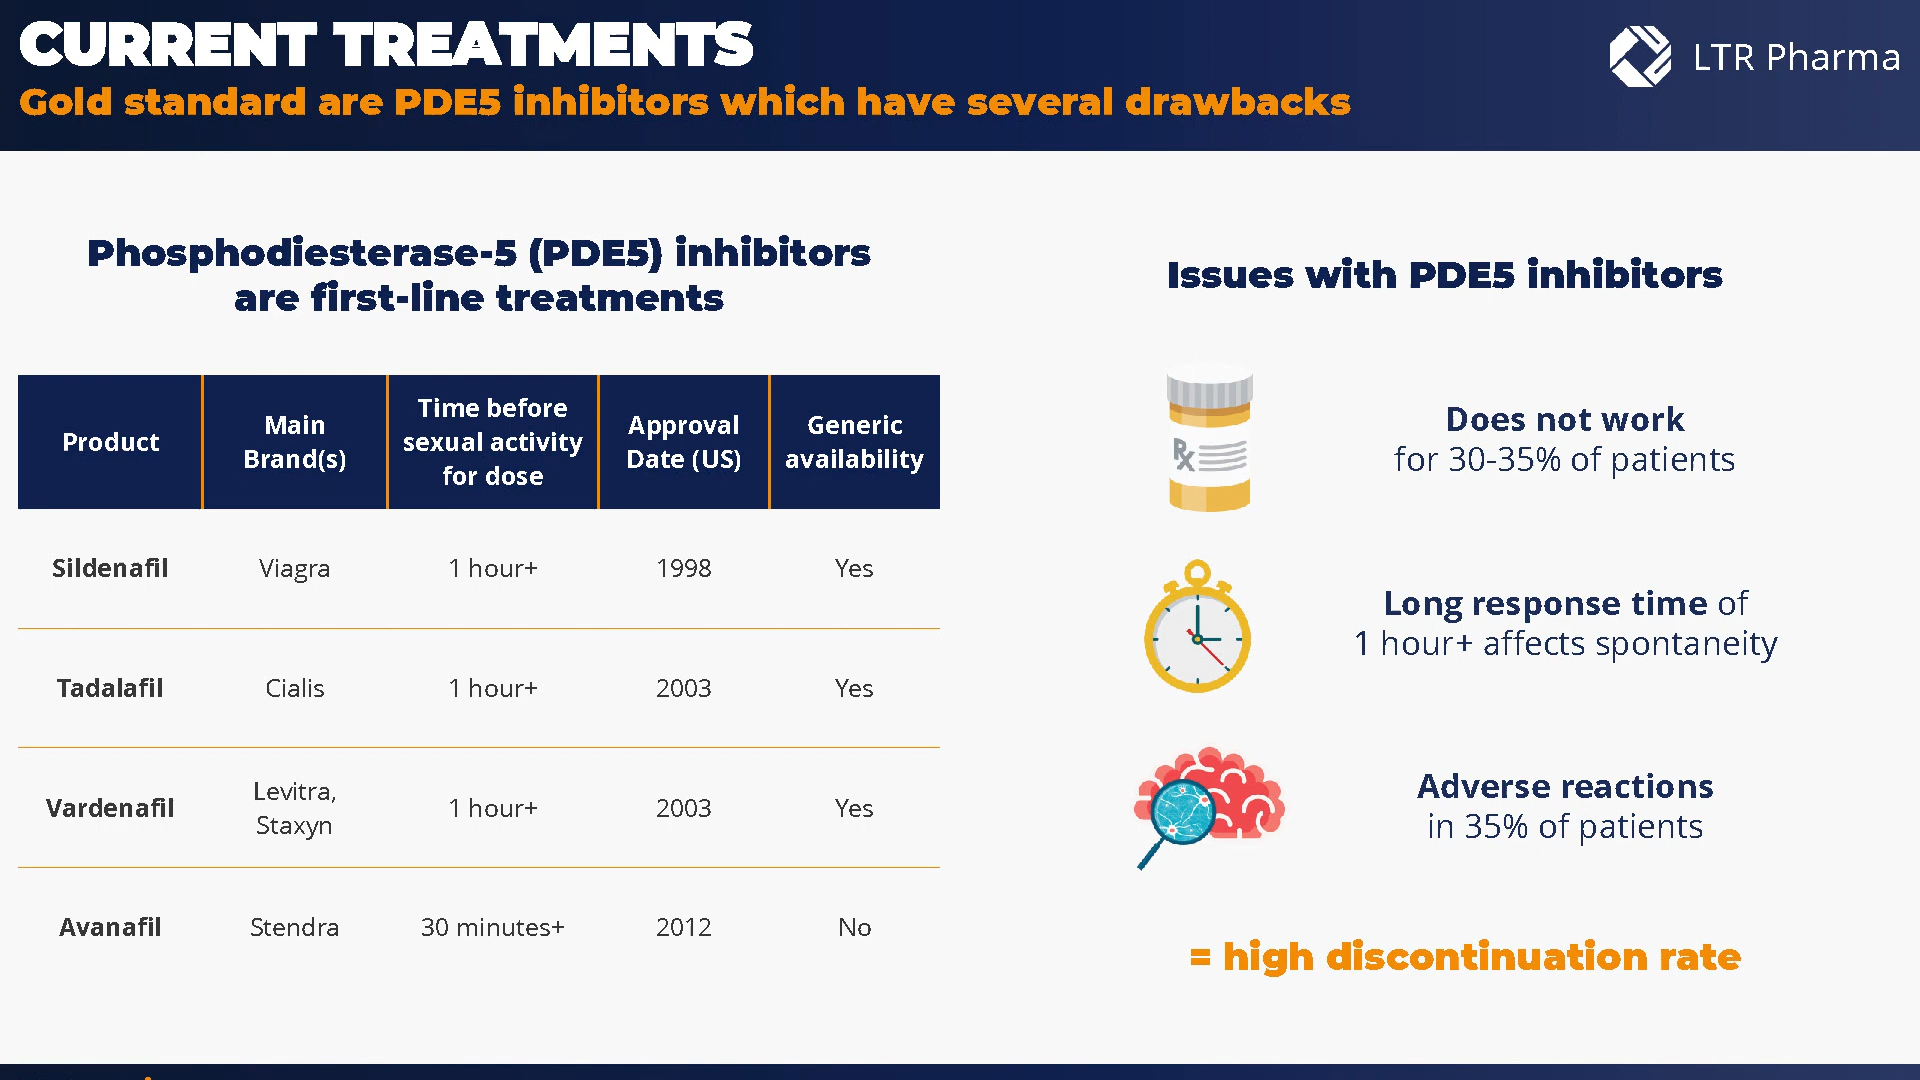 CURRENT TREATMENTS
Gold standard are PDE5 inhibitors which have several drawbacks
LTR Pharma
Phosphodiesterase-5 (PDE5) inhibitors
are first-line treatments
Product
Main
Brand(s)
Time before
sexual activity
for dose
Approval
Date (US)
Generic
availability
Sildenafil
Viagra
1 hour+
1998
Yes
Tadalafil
Cialis
1 hour+
2003
Yes
Vardenafil
Levitra,
Staxyn
1 hour+
2003
Yes
Avanafil
Stendra
30 minutes+
2012
No
Issues with PDE5 inhibitors
Rx
Does not work
for 30-35% of patients
Long response time of
1 hour+ affects spontaneity
Adverse reactions
in 35% of patients
= high discontinuation rate